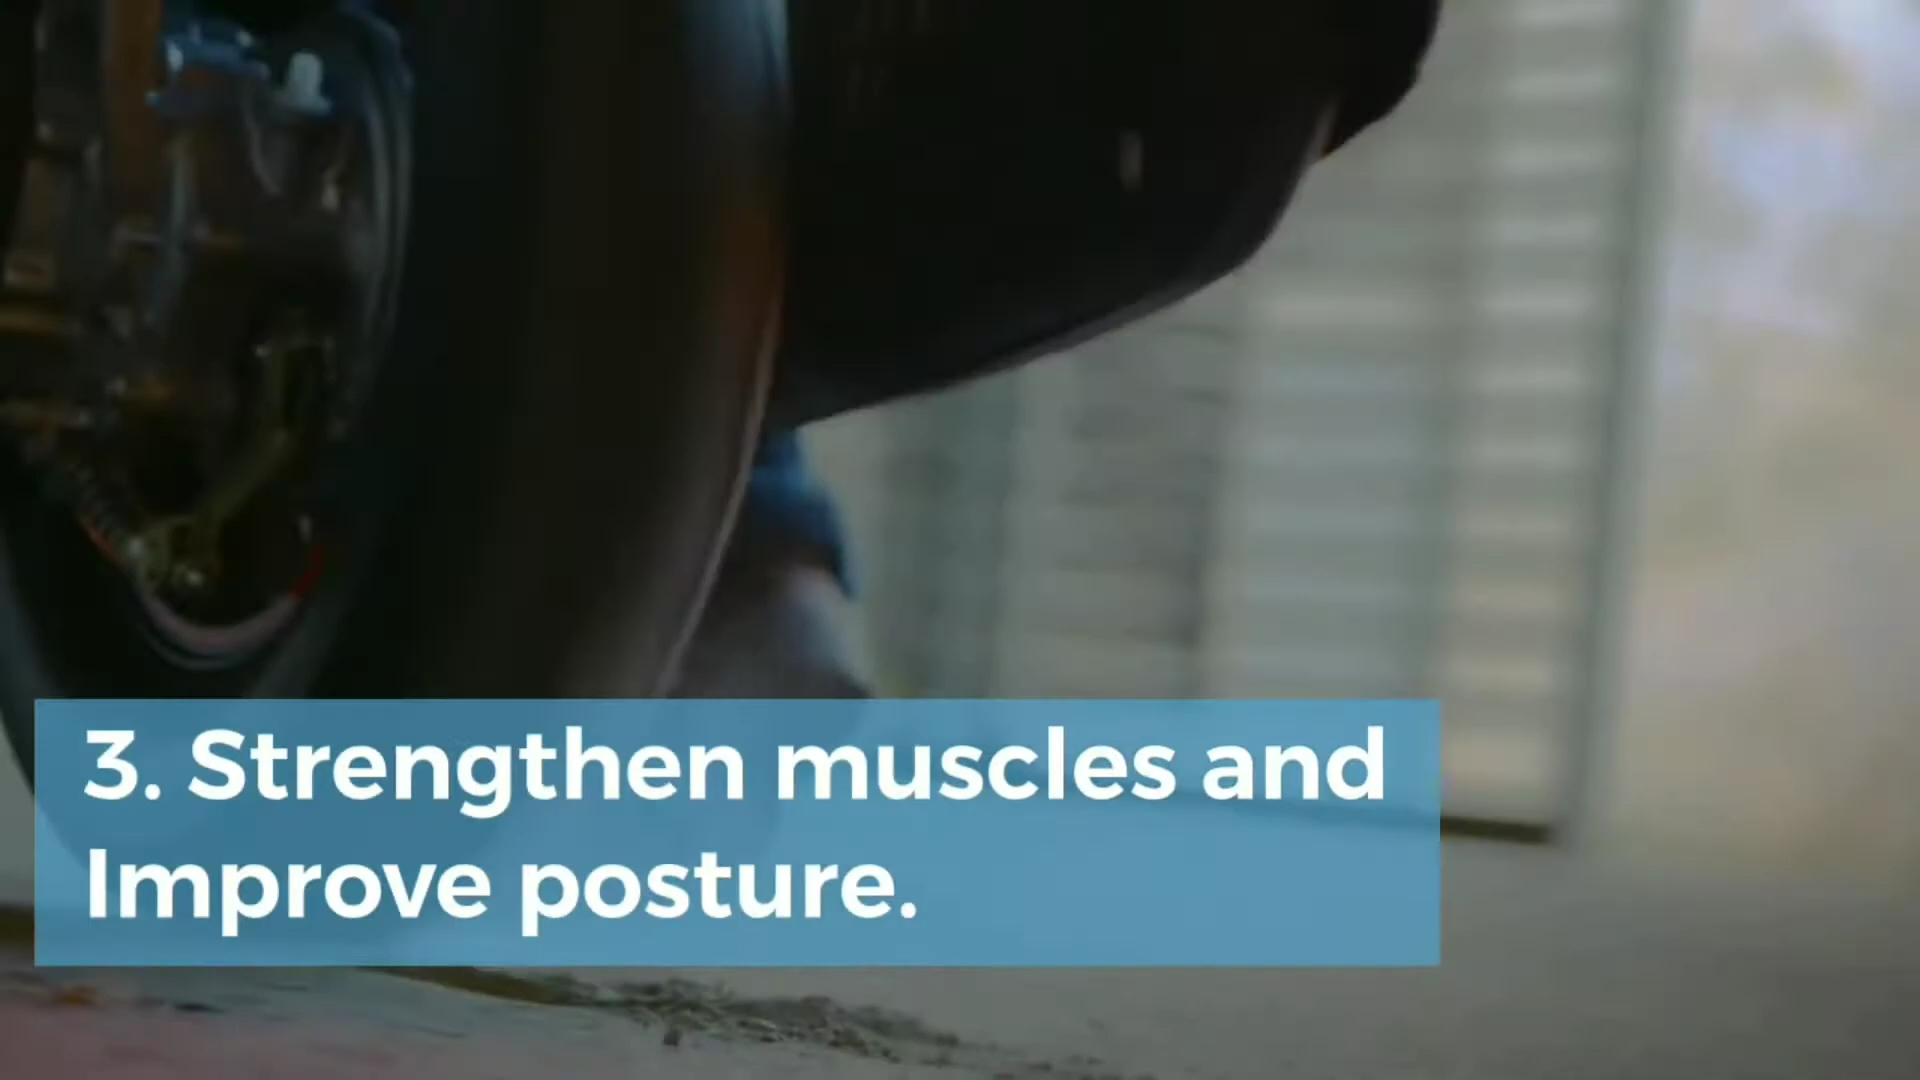 3. Strengthen muscles and
Improve posture.